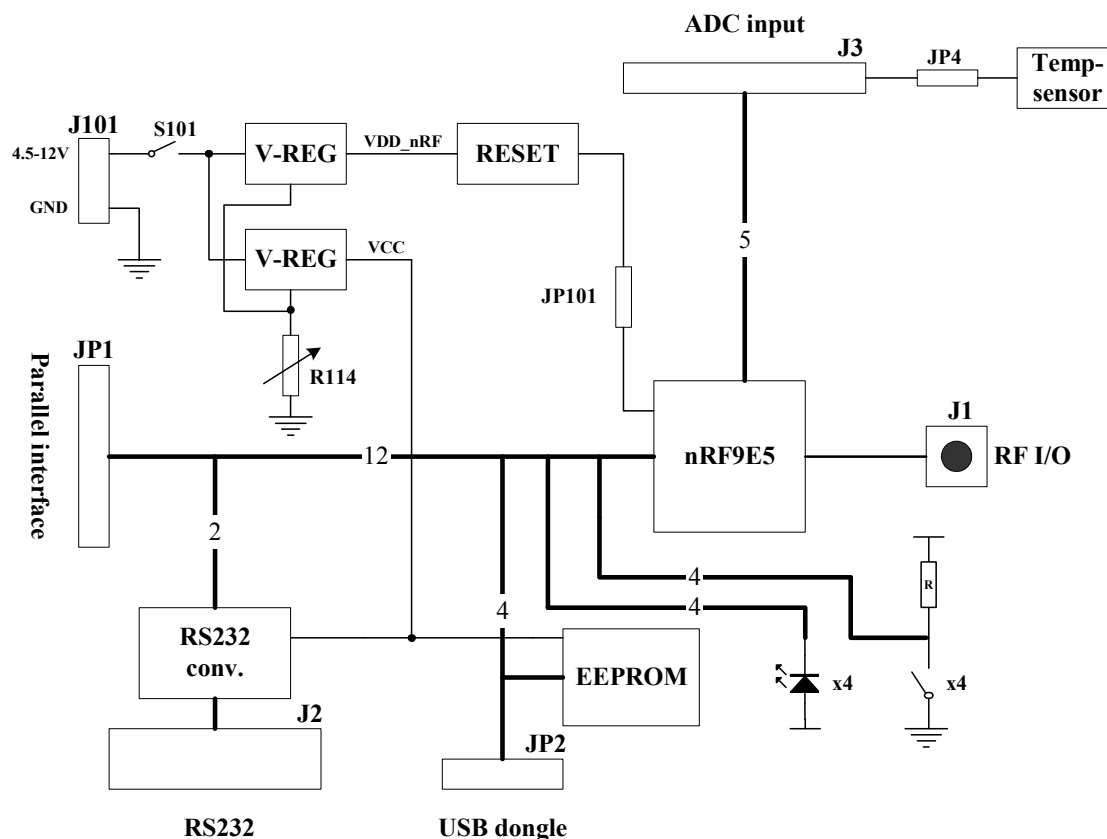 ADC input
J3
JP4
Temp-
sensor
J101
S101
4.5-12V
V-REG
VDD_nRF
RESET
GND
5
V-REG
VCC
JP101
JP1
R114
Parallel interface
J1
12
nRF9E5
RF I/O
2
4
R
4
4
RS232
conv.
EEPROM
x4
x4
J2
JP2
RS232
USB dongle